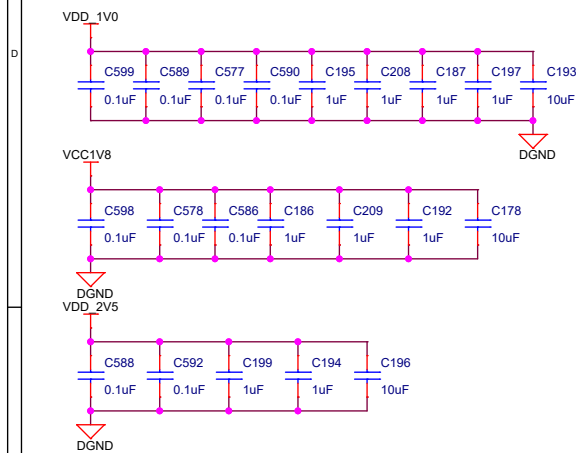 VDD_1V0
D
C599 C589 C577 C590 C195 C208 C187 C197 C193
0.1uF 0.1uF 0.1uF 0.1uF 1uF 1uF 1uF 1uF 10uF
DGND
VCC1V8
C598 C578 C586 C186 C209 C192 C178
0.1uF 0.1uF 0.1uF 1uF 1uF 1uF 10uF
DGND
VDD_2V5
C588 C592 C199 C194 C196
0.1uF 0.1uF 1uF 1uF 10uF
DGND